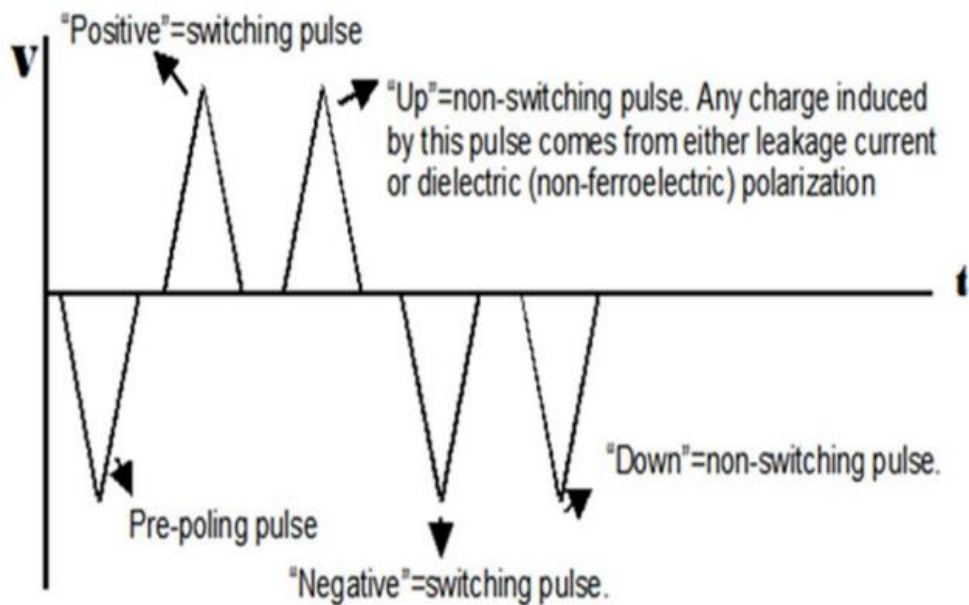 “Positive”=switching pulse
V
“Up”=non-switching pulse. Any charge induced
by this pulse comes from either leakage current
or dielectric (non-ferroelectric) polarization
t
“Down”=non-switching pulse.
Pre-poling pulse
“Negative”=switching pulse.